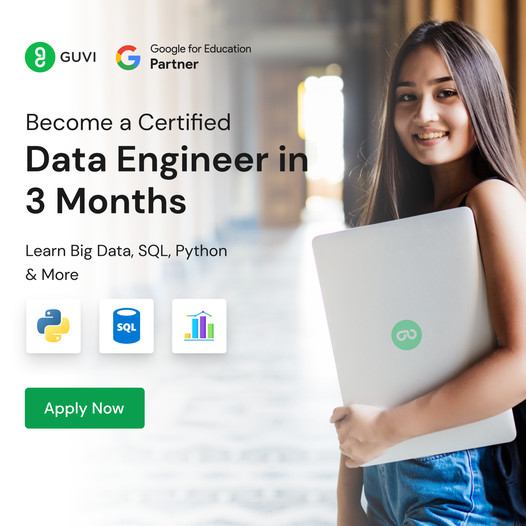 GUVI
Google for Education
Partner
Become a Certified
Data Engineer in
3 Months
Learn Big Data, SQL, Python
& More
SQL
Apply Now